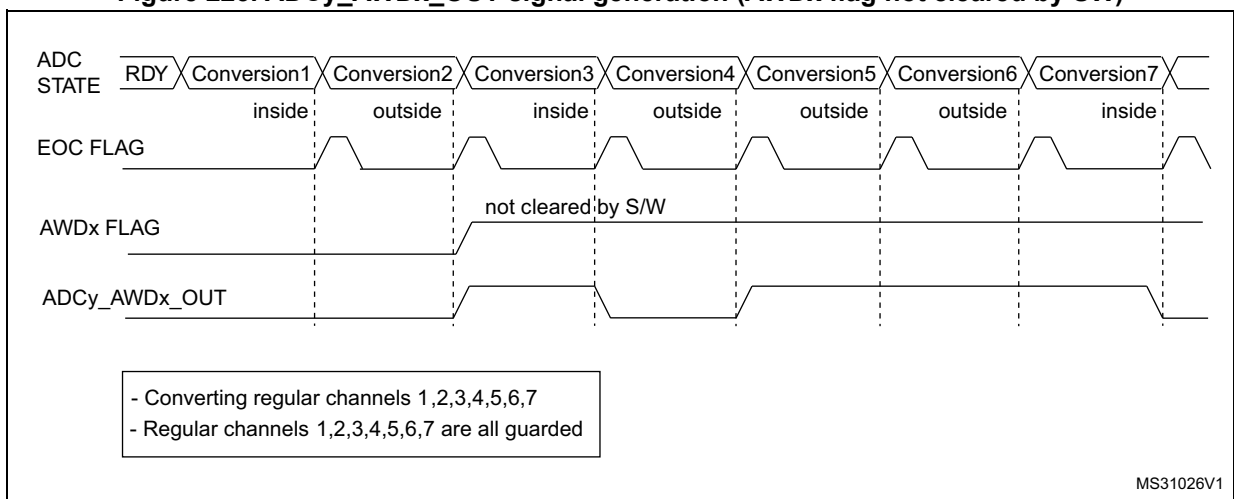 Figure 226. ADCy_AWDx_OUT signal generation (AWDx flag not cleared by SW)
ADC
STATE
RDY Conversion1 Conversion2 Conversion3 Conversion4 Conversion5 Conversion6 Conversion7
inside outside inside outside outside outside inside
EOC FLAG
not cleared by S/W
AWDx FLAG
ADCy_AWDx_OUT
- Converting regular channels 1,2,3,4,5,6,7
- Regular channels 1,2,3,4,5,6,7 are all guarded
MS31026V1